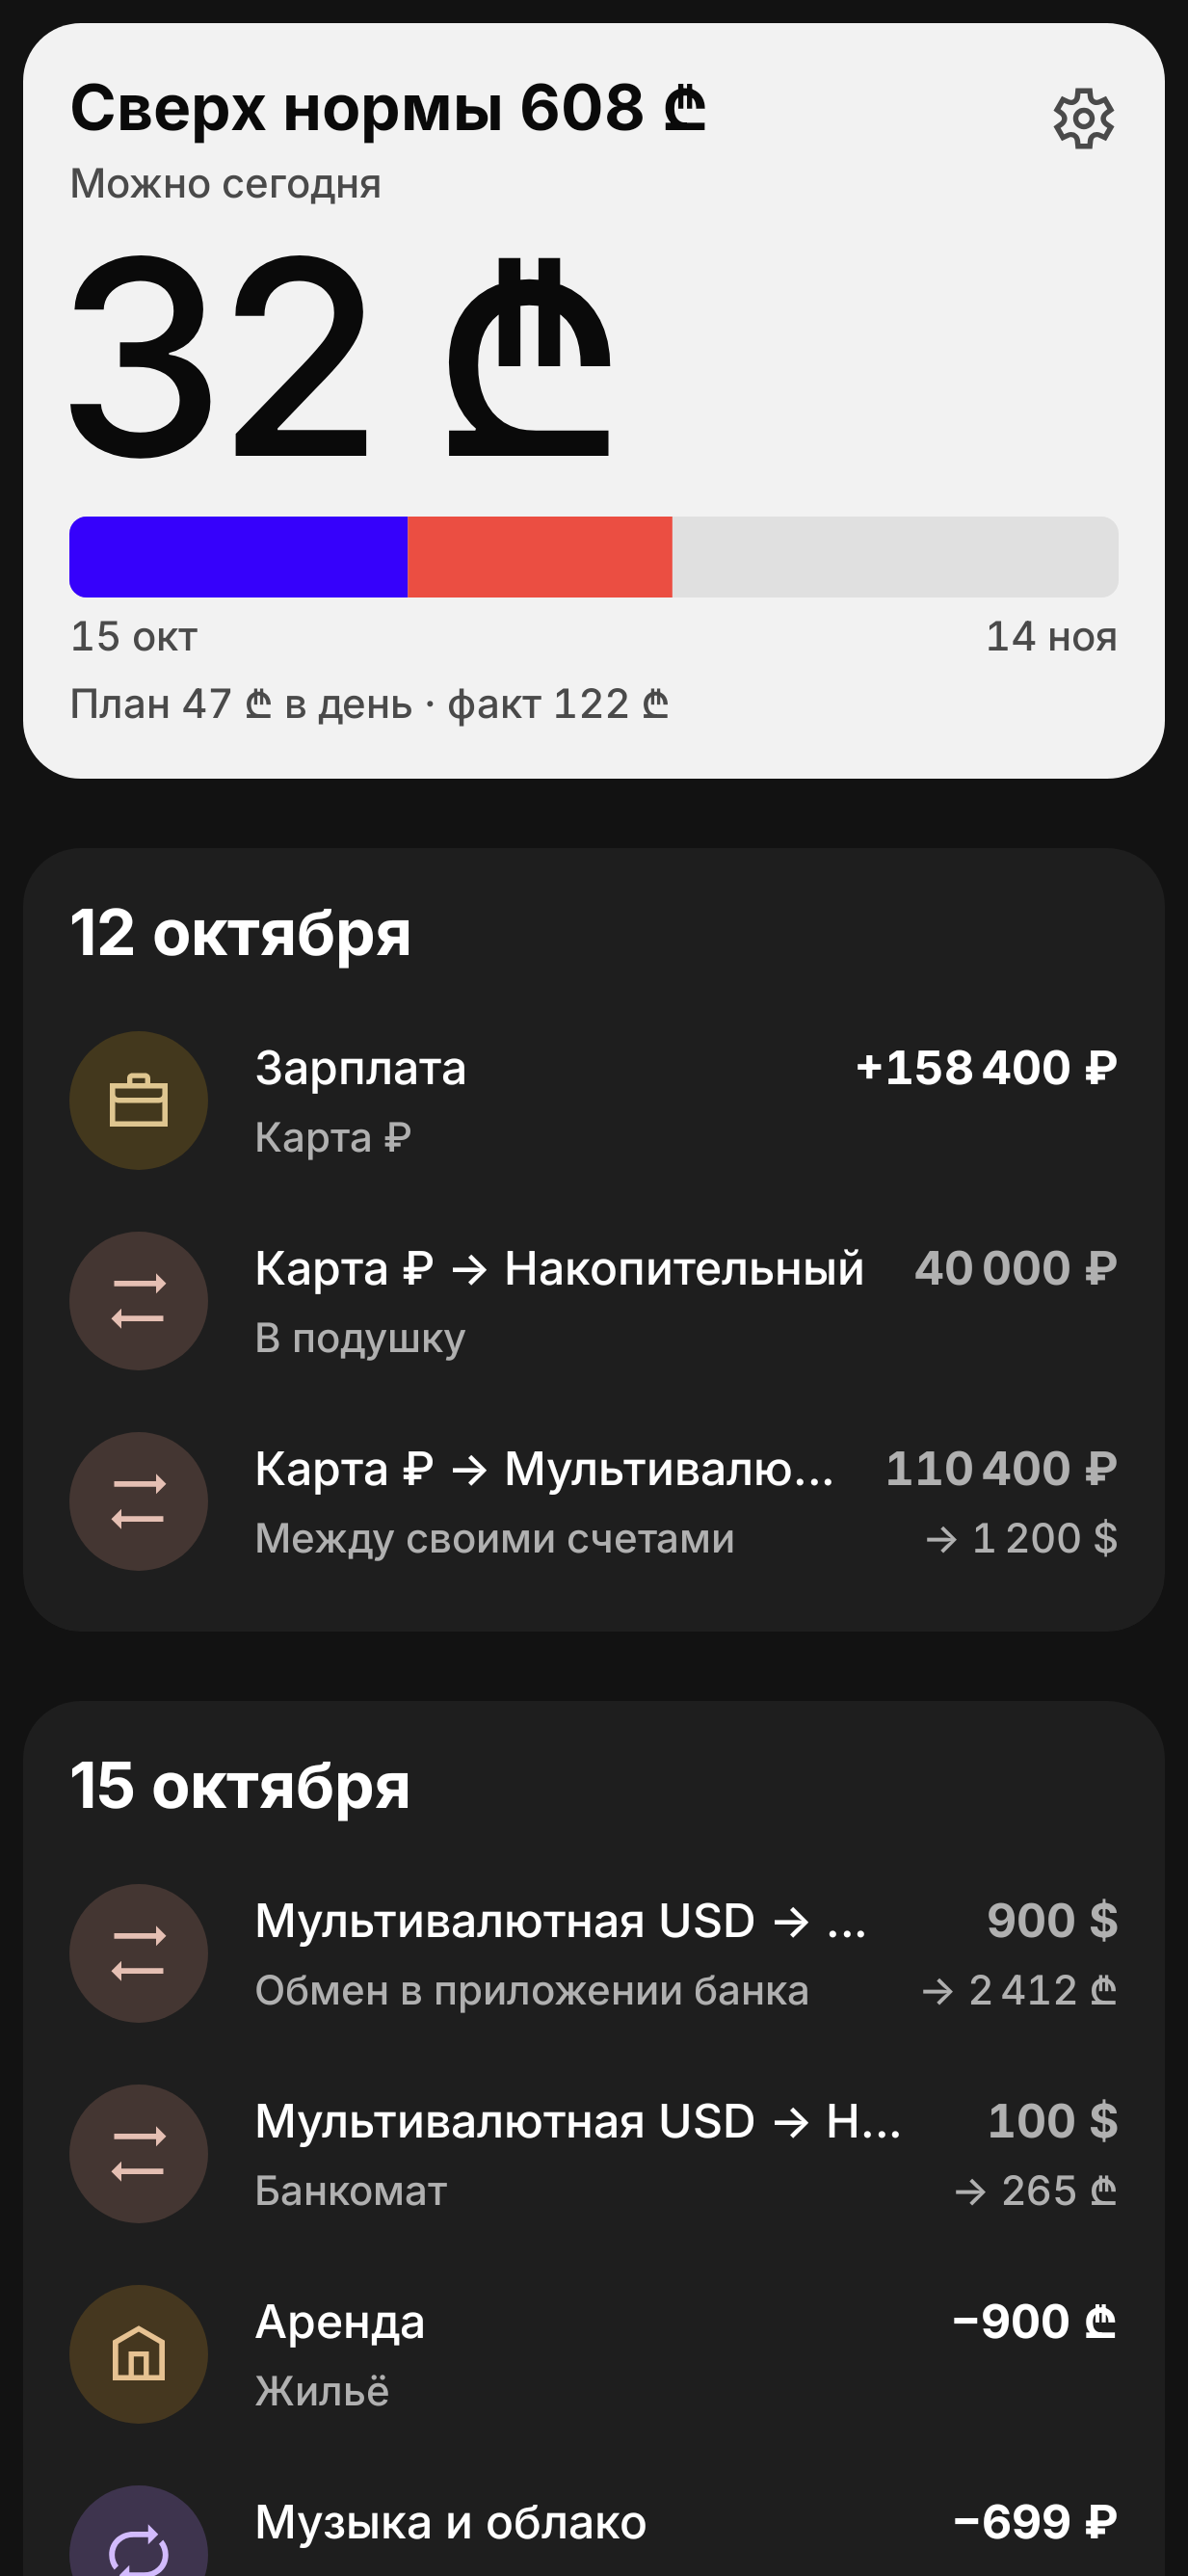 Сверх нормы 608 ₾
Можно сегодня
32 ₾
15 окт 14 ноя
План 47 ₾ в день · факт 122 ₾
12 октября
Зарплата +158 400 ₽
Карта ₽
Карта ₽ → Накопительный 40 000 ₽
В подушку
Карта ₽ → Мультивалю... 110 400 ₽
Между своими счетами → 1 200 $
15 октября
Мультивалютная USD → ... 900 $
Обмен в приложении банка → 2 412 ₾
Мультивалютная USD → Н... 100 $
Банкомат → 265 ₾
Аренда −900 ₾
Жильё
Музыка и облако −699 ₽